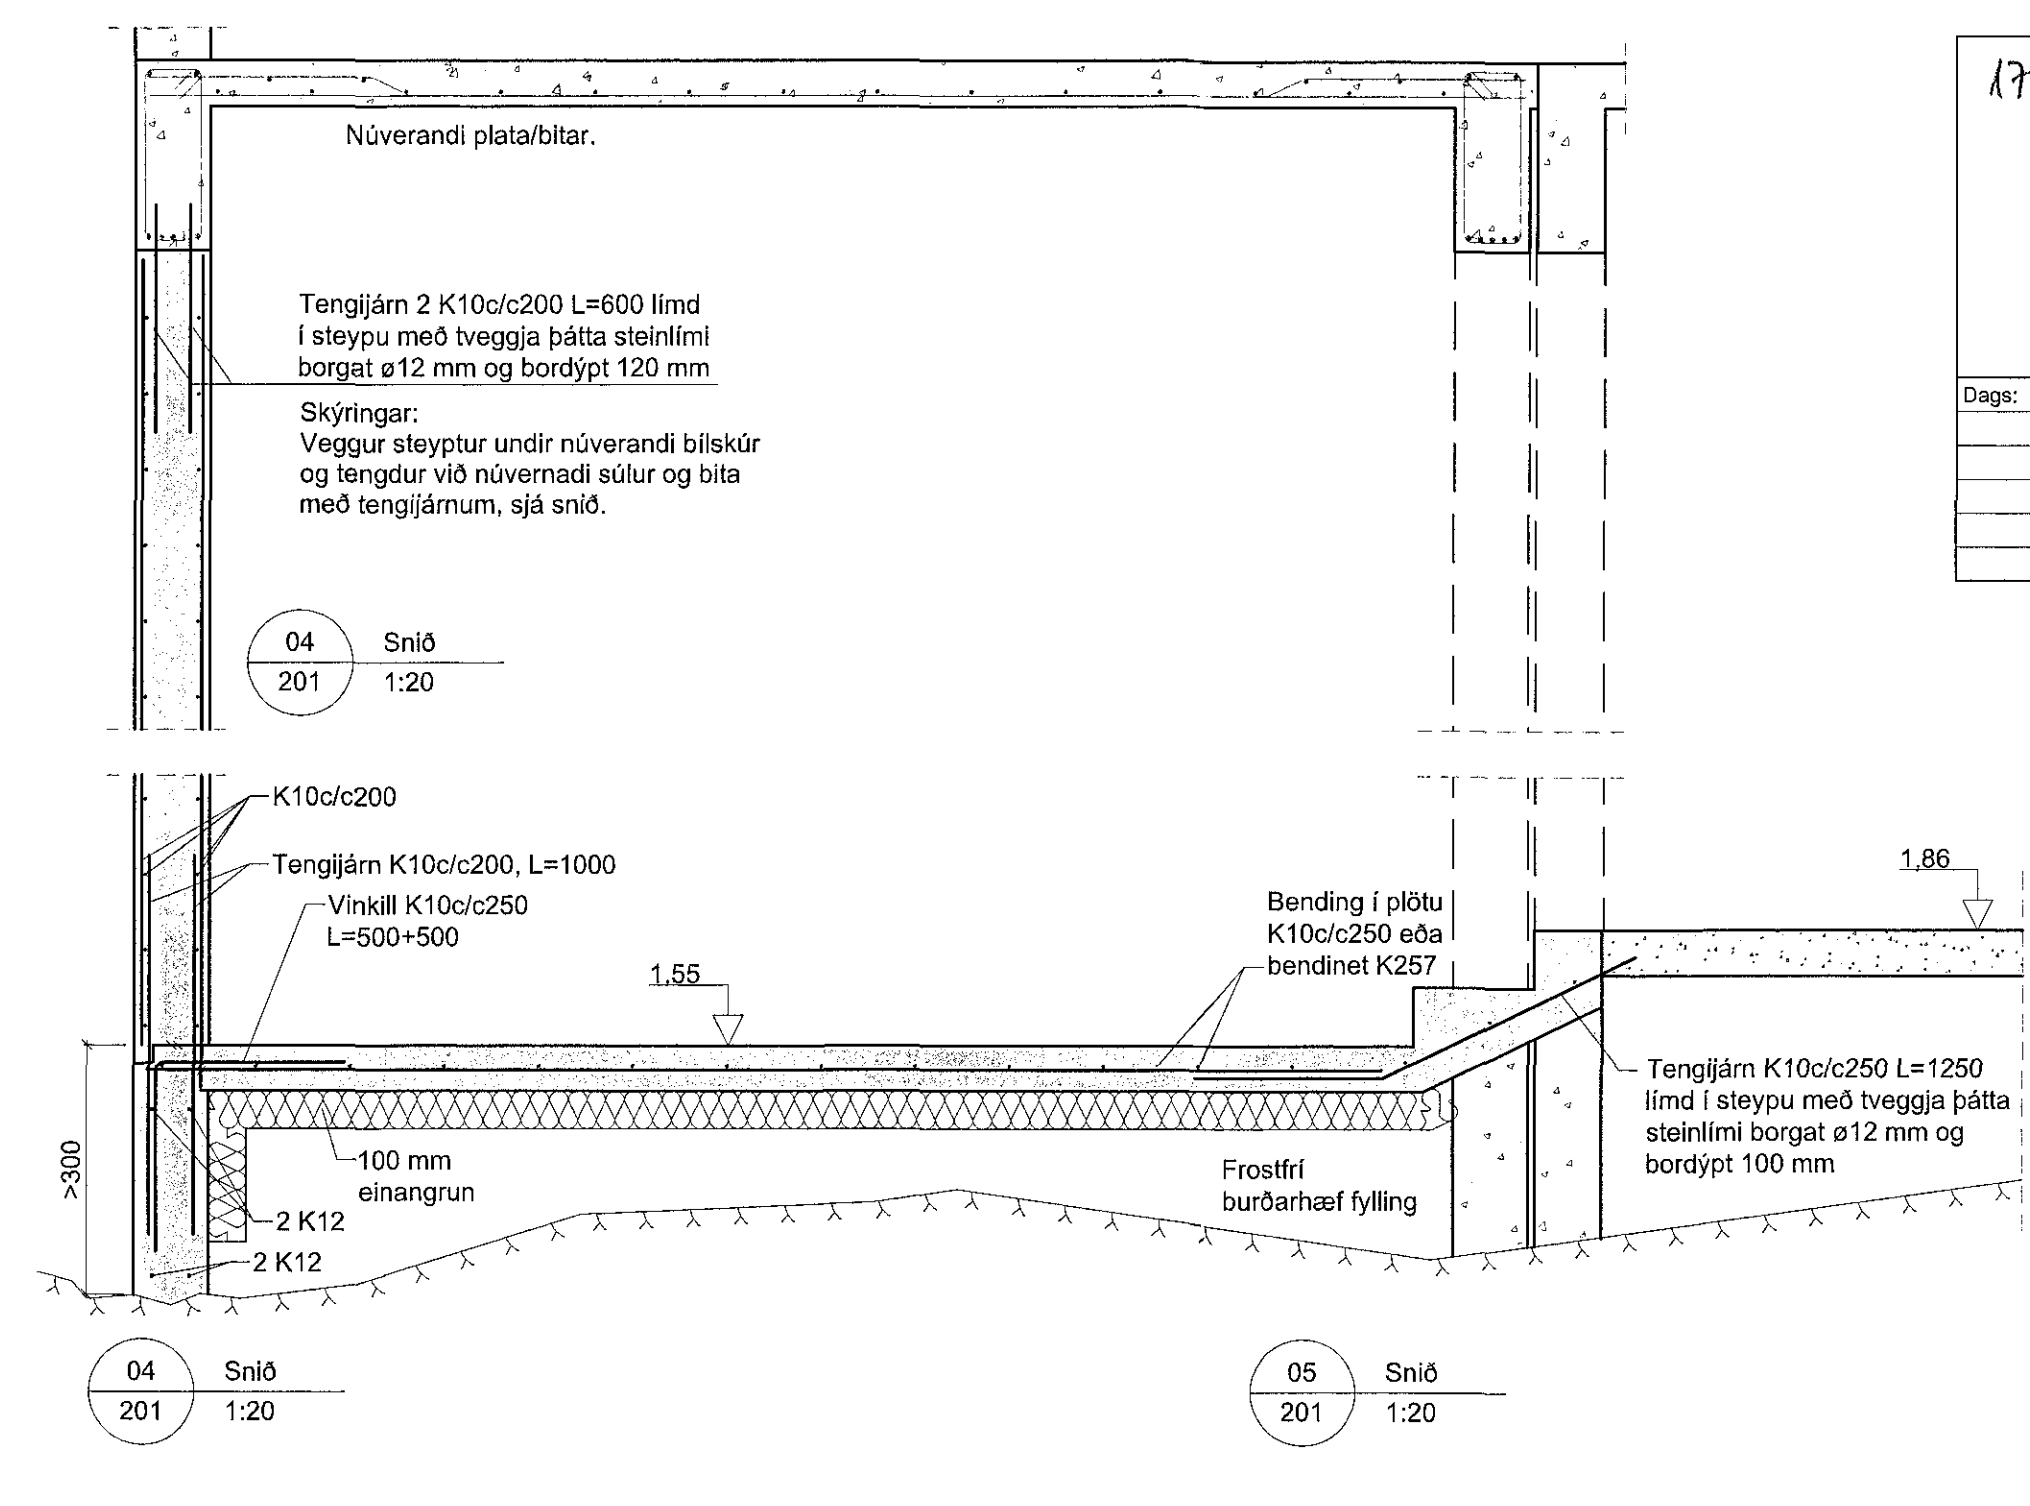 17
Núverandi plata/bitar.
Tengijárn 2 K10c/c200 L=600 límd
í steypu með tveggja þátta steinlími
borgat ø12 mm og bordýpt 120 mm
Skýringar:
Veggur steyptur undir núverandi bílskúr
og tengdur við núvernadi súlur og bita
með tengijárnum, sjá snið.
Dags:
04
Snið
201
1:20
K10c/c200
Tengijárn K10c/c200, L=1000
Vinkill K10c/c250
L=500+500
1,55
Bending í plötu
K10c/c250 eða
bendinet K257
1,86
Tengijárn K10c/c250 L=1250
límd í steypu með tveggja þátta
steinlími borgat ø12 mm og
bordýpt 100 mm
>300
100 mm
einangrun
Frostfrí
burðarhæf fylling
2 K12
2 K12
04
Snið
201
1:20
05
Snið
201
1:20